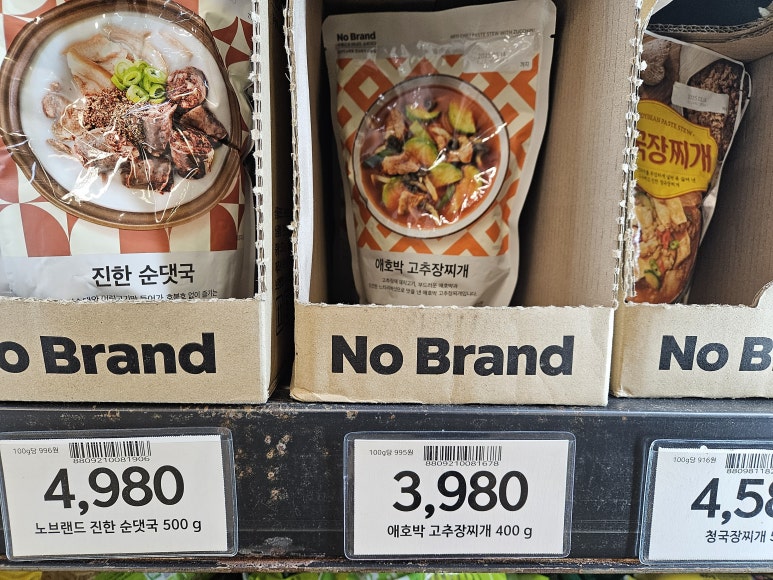 No Brand
진한 순댓국
애호박 고추장찌개
국장찌개
o Brand
No Brand
No B
100g당 996원
8809210081906
4,980
노브랜드 진한 순댓국 500 g
100g당 995원
8809210081678
3,980
애호박 고추장찌개 400 g
100g당 916원
4,58
청국장찌개 5